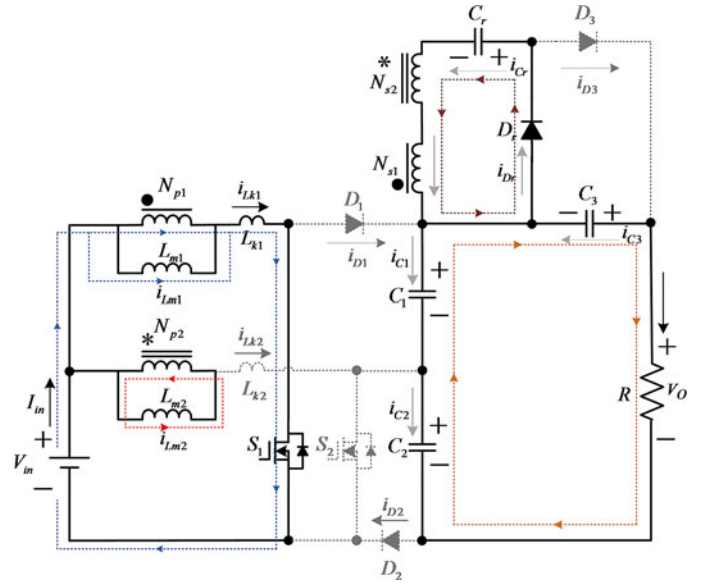 C_r
D_3
− +
i_Cr
i_D3
*
N_s2
D_r
i_Dr
N_s1
C_3
− +
i_C3
N_p1
i_Lk1
D_1
L_k1
i_D1
L_m1
i_Lm1
i_C1
+
C_1
−
N_p2
*
i_Lk2
L_k2
L_m2
i_Lm2
I_in
+
V_in
−
S_1
S_2
i_C2
+
C_2
−
R
+
V_O
−
i_D2
D_2